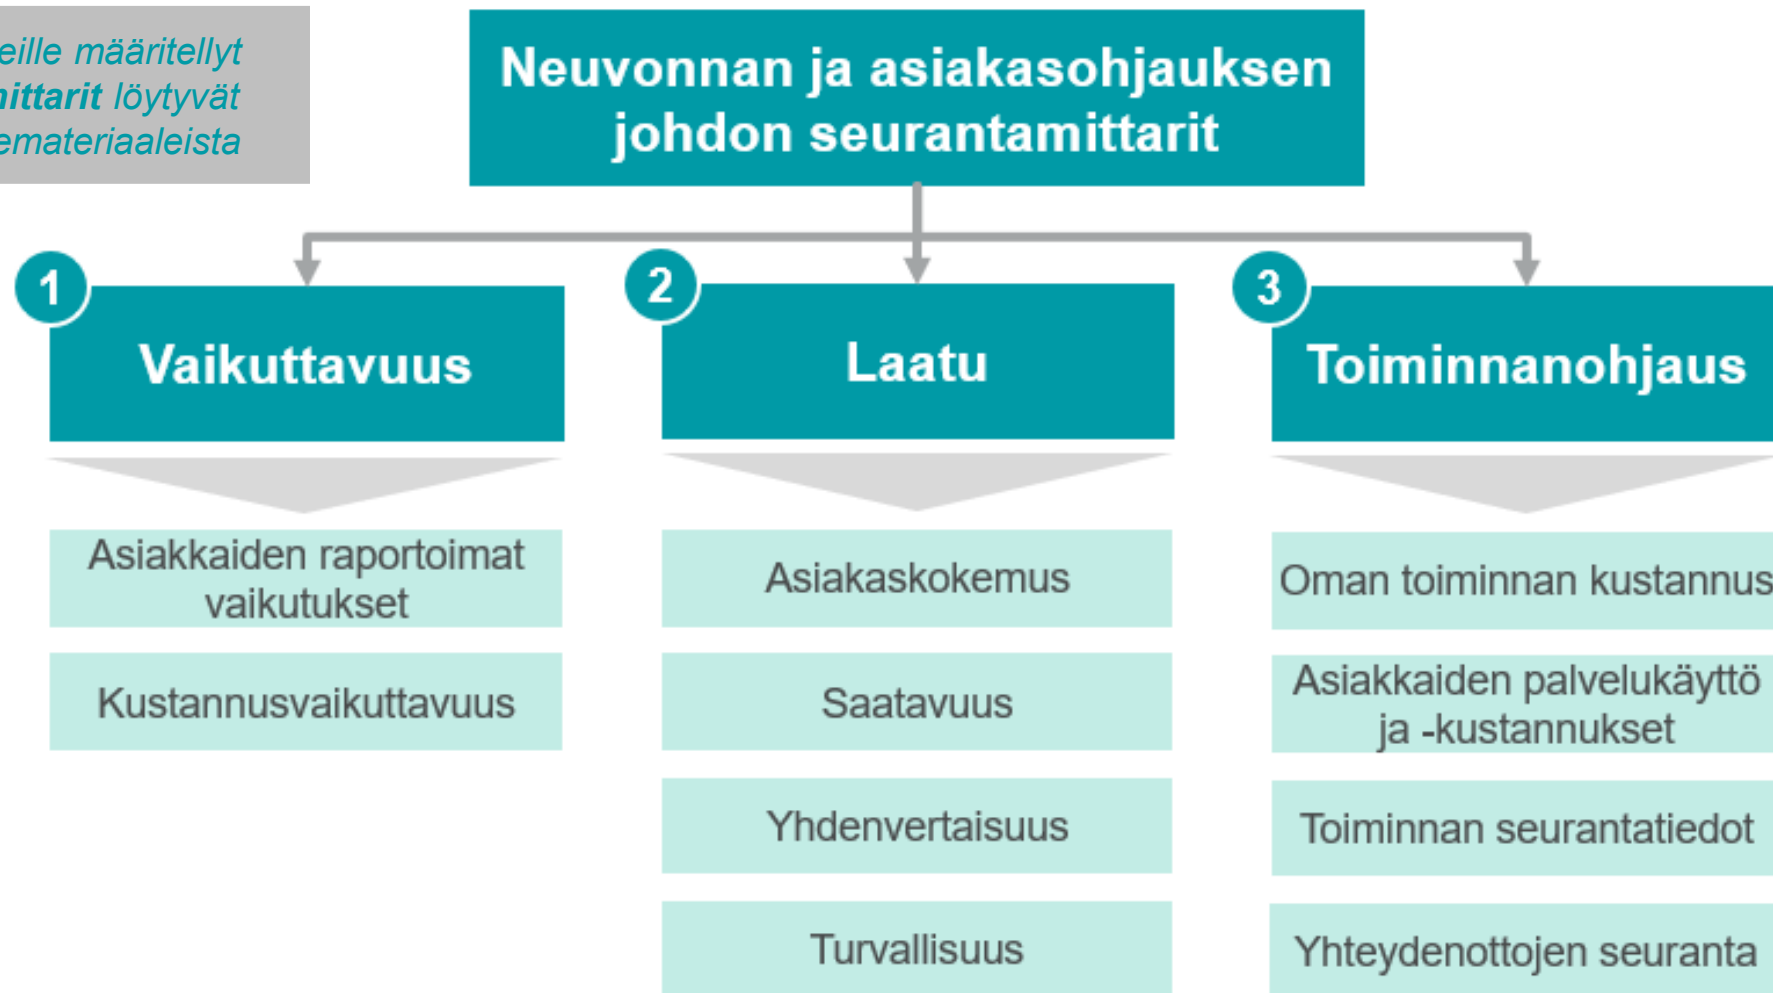 eille määritellyt
mittarit löytyvät
emateriaaleista
Neuvonnan ja asiakasohjauksen
johdon seurantamittarit
1
Vaikuttavuus
Asiakkaiden raportoimat
vaikutukset
Kustannusvaikuttavuus
2
Laatu
Asiakaskokemus
Saatavuus
Yhdenvertaisuus
Turvallisuus
3
Toiminnanohjaus
Oman toiminnan kustannus
Asiakkaiden palvelukäyttö
ja -kustannukset
Toiminnan seurantatiedot
Yhteydenottojen seuranta